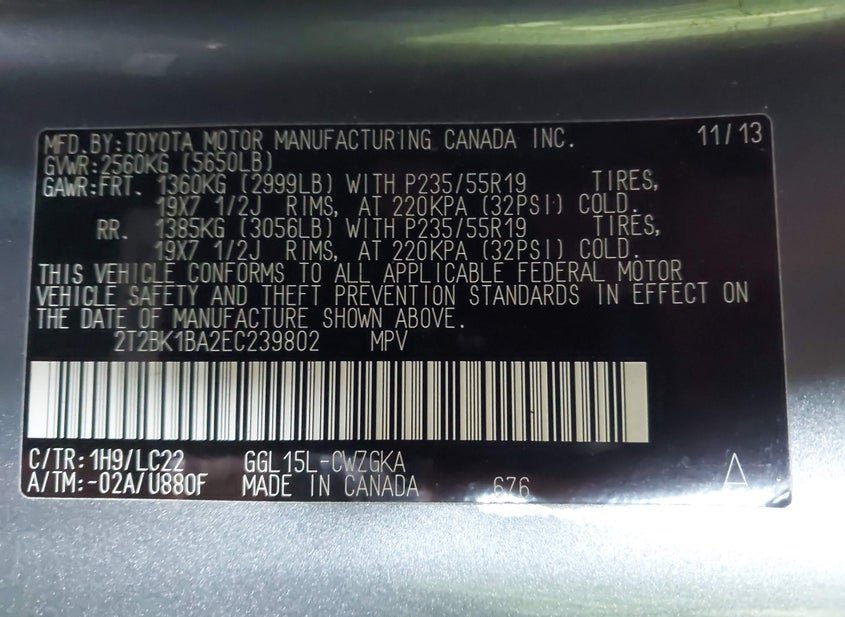 MFD.BY:TOYOTA MOTOR MANUFACTURING CANADA INC. 11/13
GVWR:2560KG (5650LB)
GAWR:FRT. 1360KG (2999LB) WITH P235/55R19 TIRES,
19X7 1/2J RIMS, AT 220KPA (32PSI) COLD.
RR. 1385KG (3056LB) WITH P235/55R19 TIRES,
19X7 1/2J RIMS, AT 220KPA (32PSI) COLD.
THIS VEHICLE CONFORMS TO ALL APPLICABLE FEDERAL MOTOR
VEHICLE SAFETY AND THEFT PREVENTION STANDARDS IN EFFECT ON
THE DATE OF MANUFACTURE SHOWN ABOVE.
2T2BK1BA2EC239802 MPV
C/TR:1H9/LC22 GGL15L-CWZGKA
A/TM:-02A/U880F MADE IN CANADA 676 A